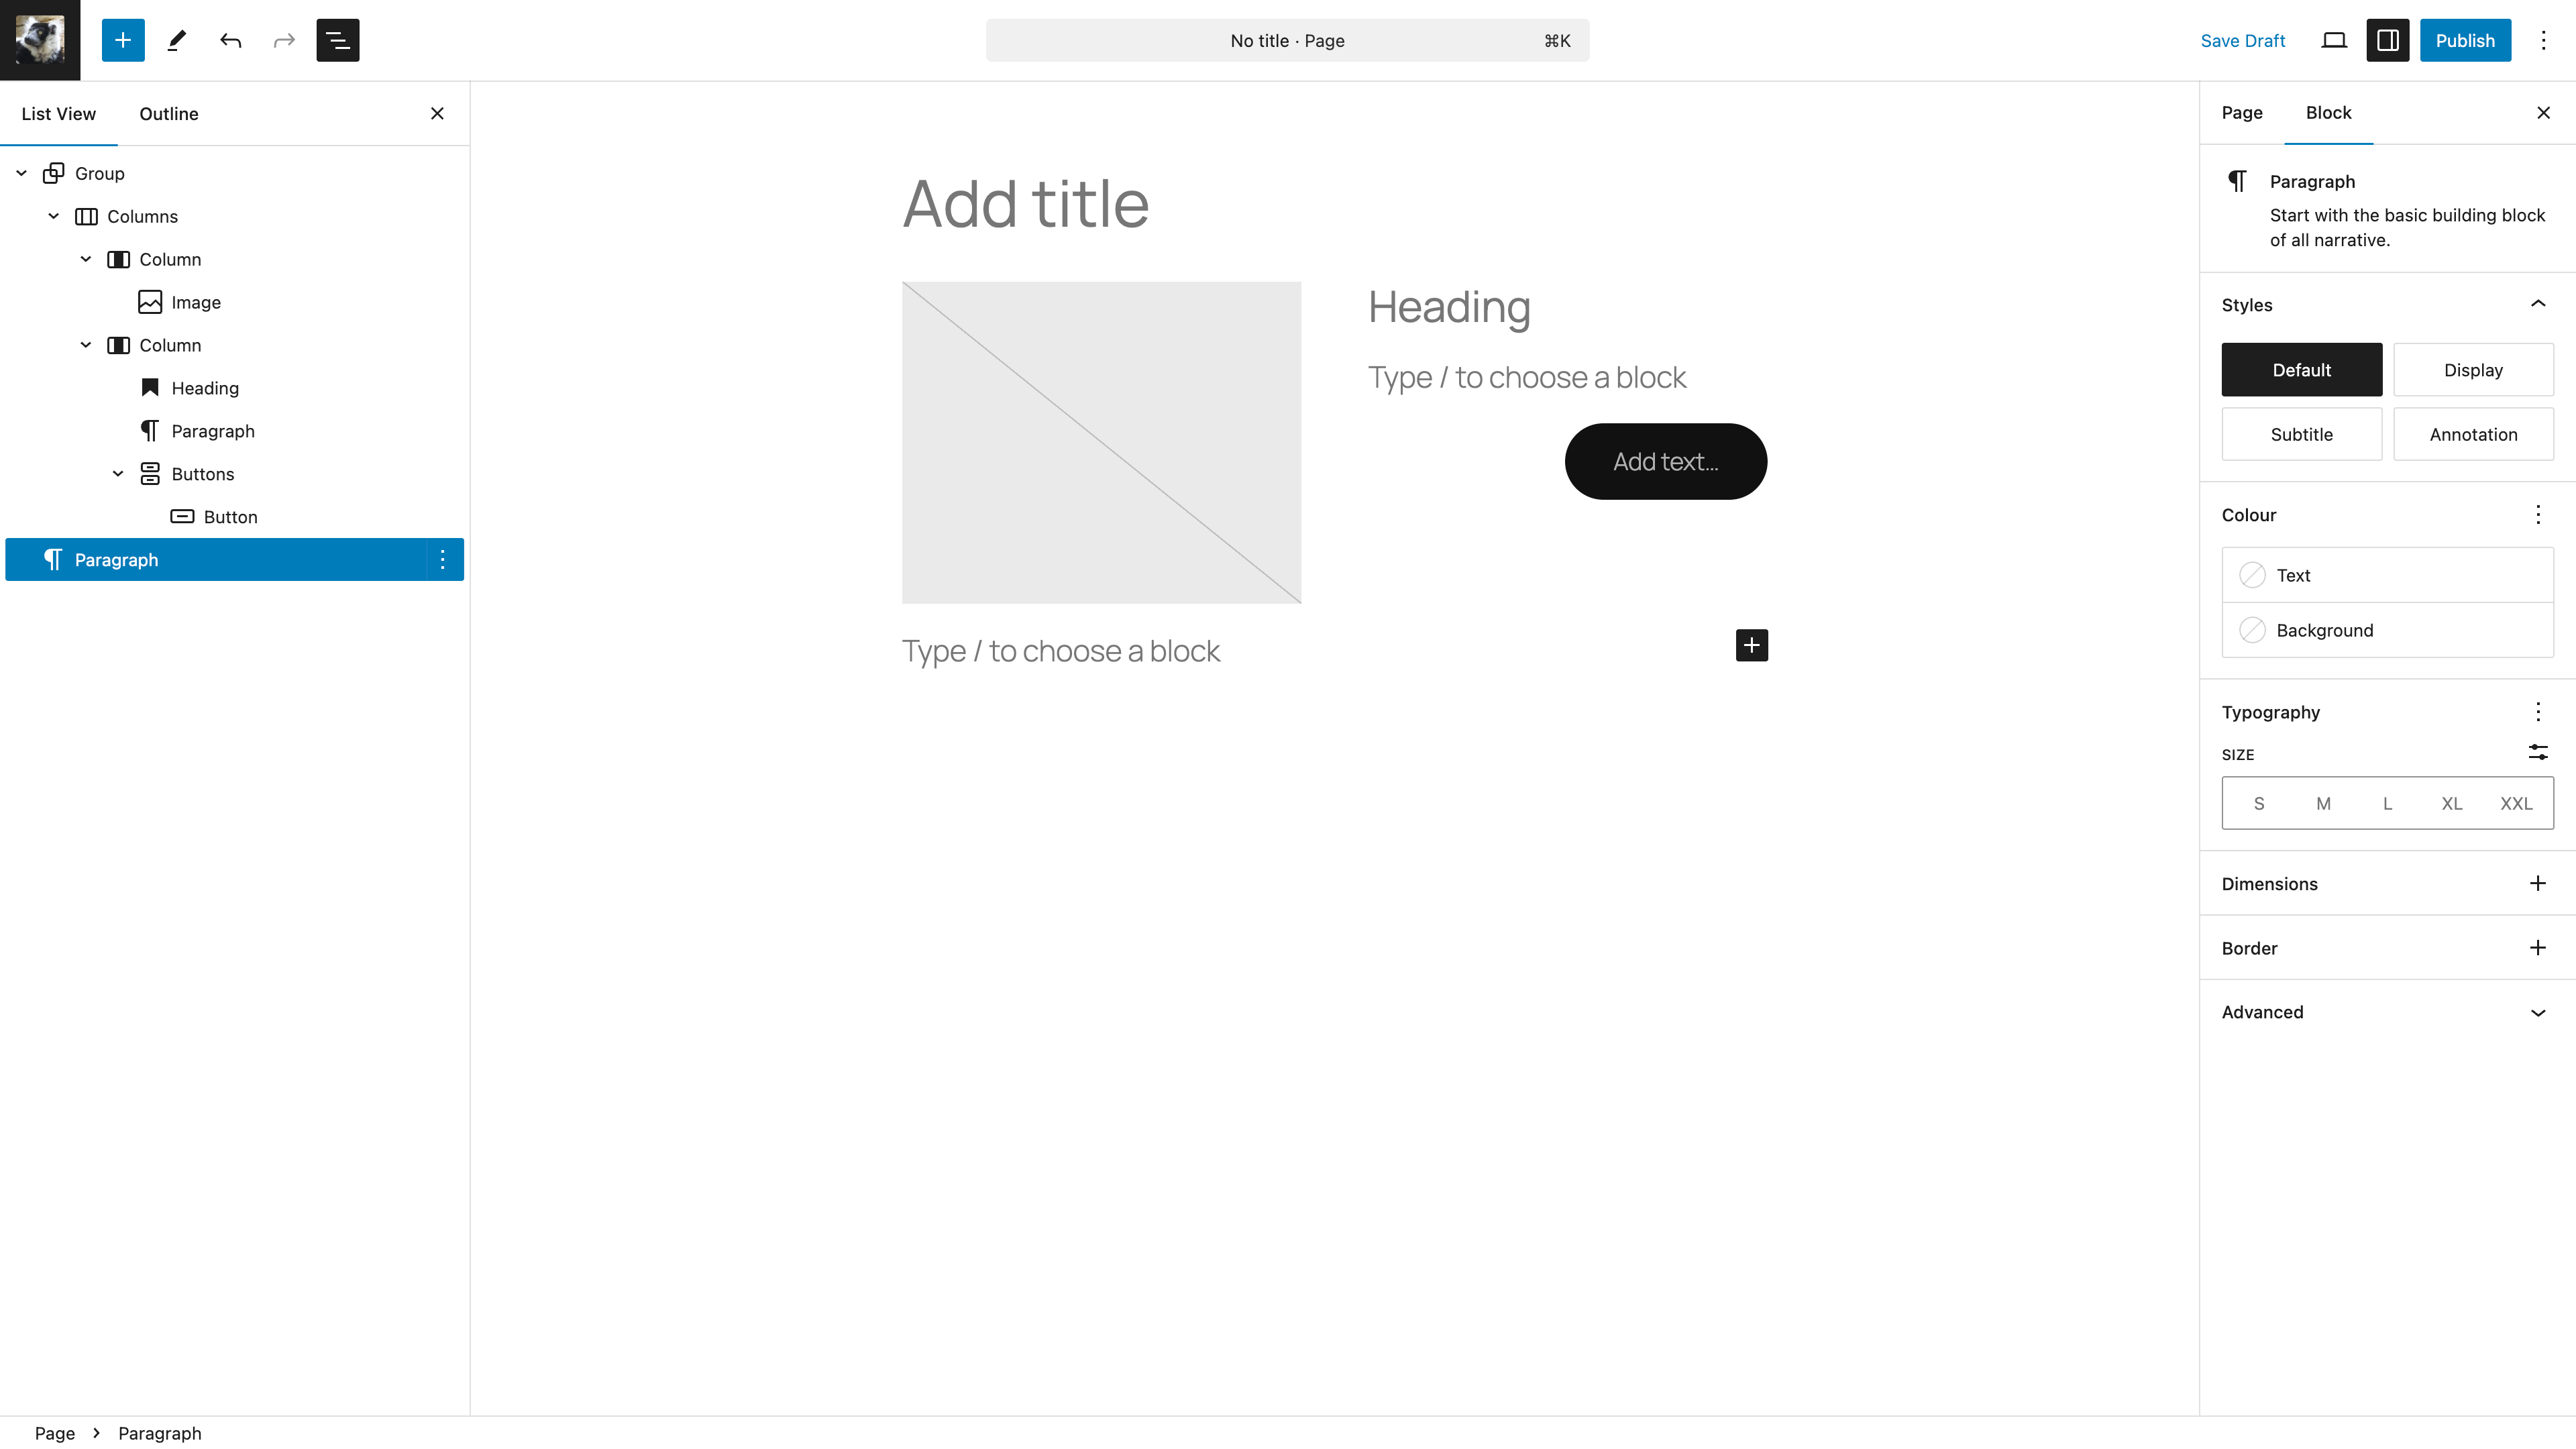 No title · Page
⌘K
Save Draft
Publish
List View
Outline
Group
Columns
Column
Image
Column
Heading
Paragraph
Buttons
Button
Paragraph
Add title
Heading
Type / to choose a block
Add text...
Type / to choose a block
Page
Block
Paragraph
Start with the basic building block
of all narrative.
Styles
Default
Display
Subtitle
Annotation
Colour
Text
Background
Typography
SIZE
S M L XL XXL
Dimensions
Border
Advanced
Page
Paragraph